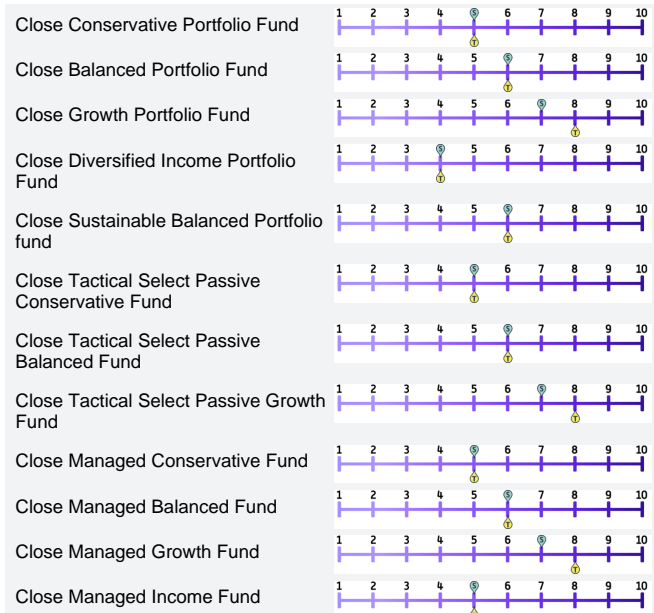 Close Conservative Portfolio Fund
1 2 3 4 5 6 7 8 9 10
S
T
Close Balanced Portfolio Fund
1 2 3 4 5 6 7 8 9 10
S
T
Close Growth Portfolio Fund
1 2 3 4 5 6 7 8 9 10
S
T
Close Diversified Income Portfolio
Fund
1 2 3 4 5 6 7 8 9 10
S
T
Close Sustainable Balanced Portfolio
fund
1 2 3 4 5 6 7 8 9 10
S
T
Close Tactical Select Passive
Conservative Fund
1 2 3 4 5 6 7 8 9 10
S
T
Close Tactical Select Passive
Balanced Fund
1 2 3 4 5 6 7 8 9 10
S
T
Close Tactical Select Passive Growth
Fund
1 2 3 4 5 6 7 8 9 10
S
T
Close Managed Conservative Fund
1 2 3 4 5 6 7 8 9 10
S
T
Close Managed Balanced Fund
1 2 3 4 5 6 7 8 9 10
S
T
Close Managed Growth Fund
1 2 3 4 5 6 7 8 9 10
S
T
Close Managed Income Fund
1 2 3 4 5 6 7 8 9 10
S